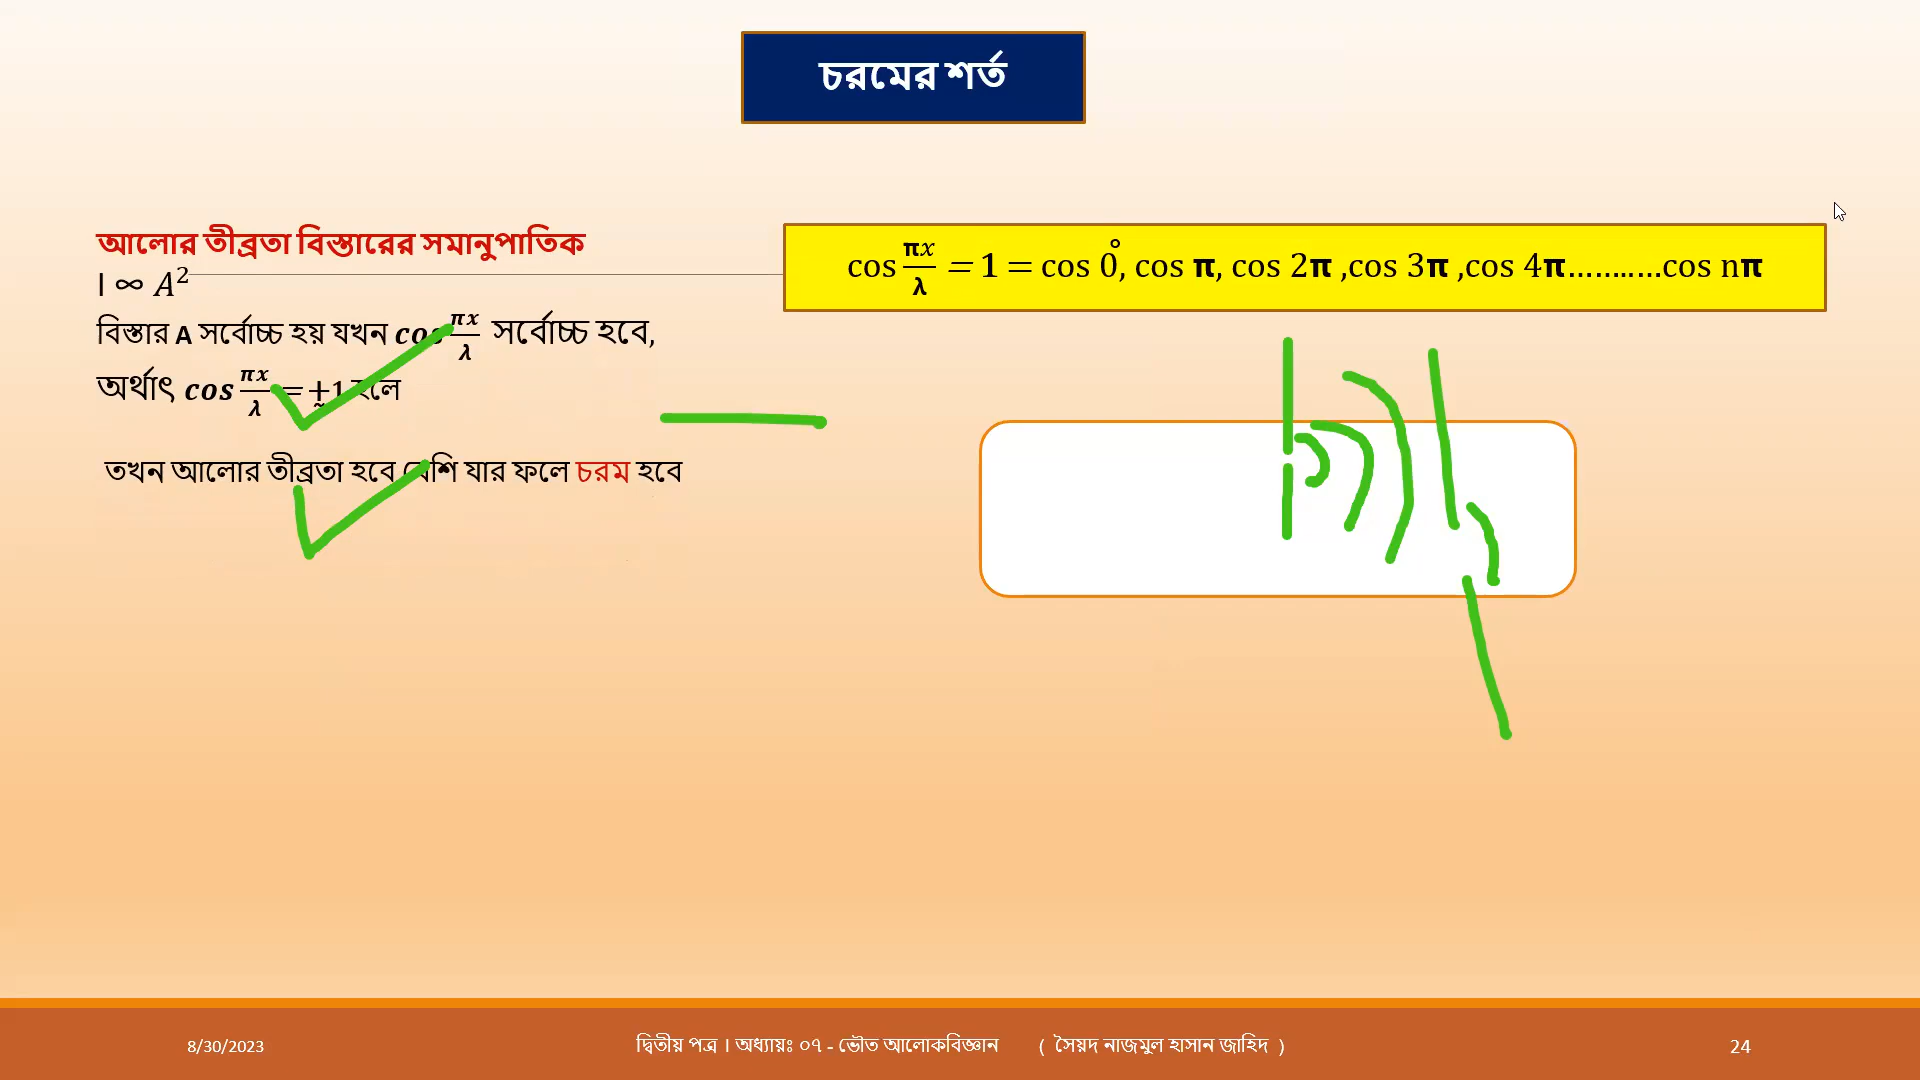 চরমের শর্ত
আলোর তীব্রতা বিস্তারের সমানুপাতিক
I ∞ A²
বিস্তার A সর্বোচ্চ হয় যখন cos πx/λ সর্বোচ্চ হবে,
অর্থাৎ cos πx/λ = ±1 হলে
তখন আলোর তীব্রতা হবে বেশি যার ফলে চরম হবে
cos πx/λ = 1 = cos 0°, cos π, cos 2π ,cos 3π ,cos 4π...........cos nπ
8/30/2023
দ্বিতীয় পত্র । অধ্যায়ঃ ০৭ - ভৌত আলোকবিজ্ঞান ( সৈয়দ নাজমুল হাসান জাহিদ )
24